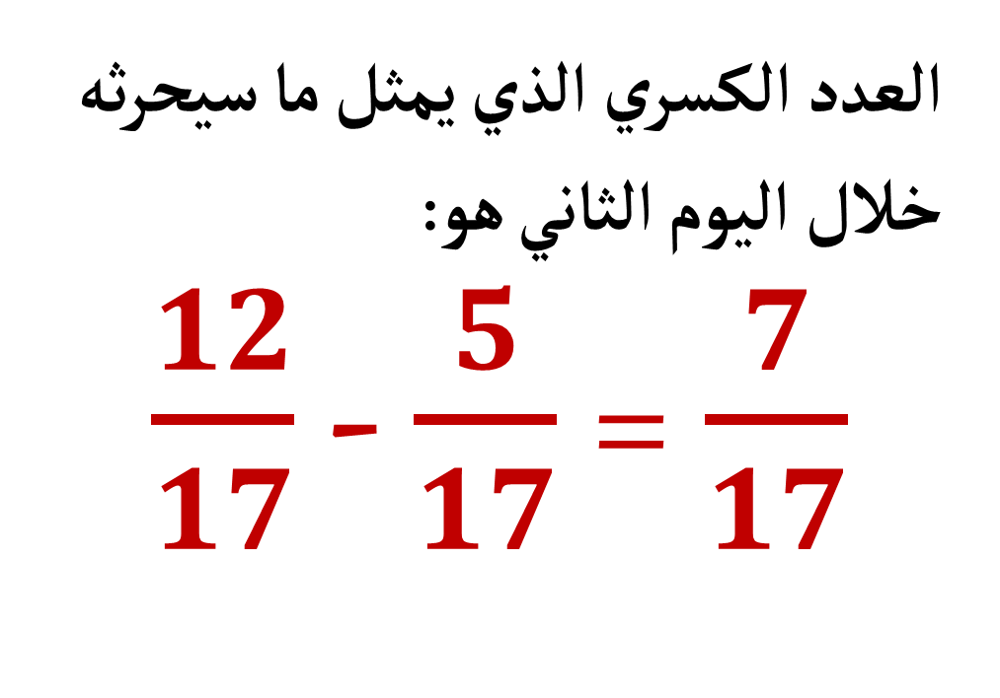 العدد الكسري الذي يمثل ما سيحرثه
خلال اليوم الثاني هو:
12/17 - 5/17 = 7/17